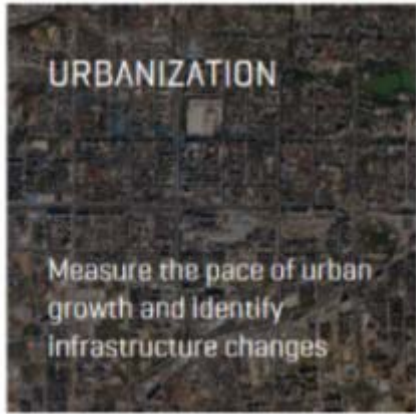 URBANIZATION
Measure the pace of urban
growth and identify
infrastructure changes